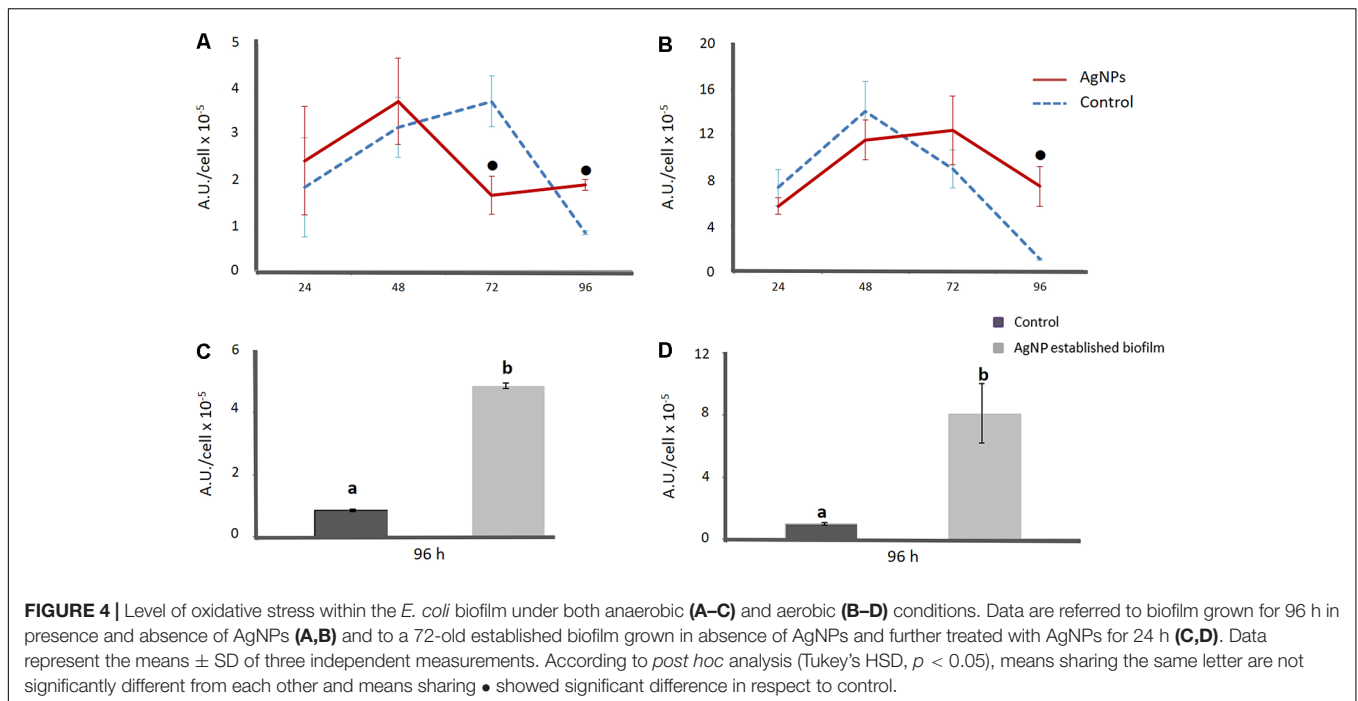 A
5
4
3
2
1
0
A.U./cell x 10-5
24 48 72 96
B
20
16
12
8
4
0
A.U./cell x 10-5
24 48 72 96
AgNPs
Control
C
6
4
2
0
A.U./cell x 10-5
a
b
96 h
D
12
8
4
0
A.U./cell x 10-5
a
b
96 h
Control
AgNP established biofilm
FIGURE 4 | Level of oxidative stress within the E. coli biofilm under both anaerobic (A–C) and aerobic (B–D) conditions. Data are referred to biofilm grown for 96 h in
presence and absence of AgNPs (A,B) and to a 72-old established biofilm grown in absence of AgNPs and further treated with AgNPs for 24 h (C,D). Data
represent the means ± SD of three independent measurements. According to post hoc analysis (Tukey's HSD, p < 0.05), means sharing the same letter are not
significantly different from each other and means sharing ● showed significant difference in respect to control.